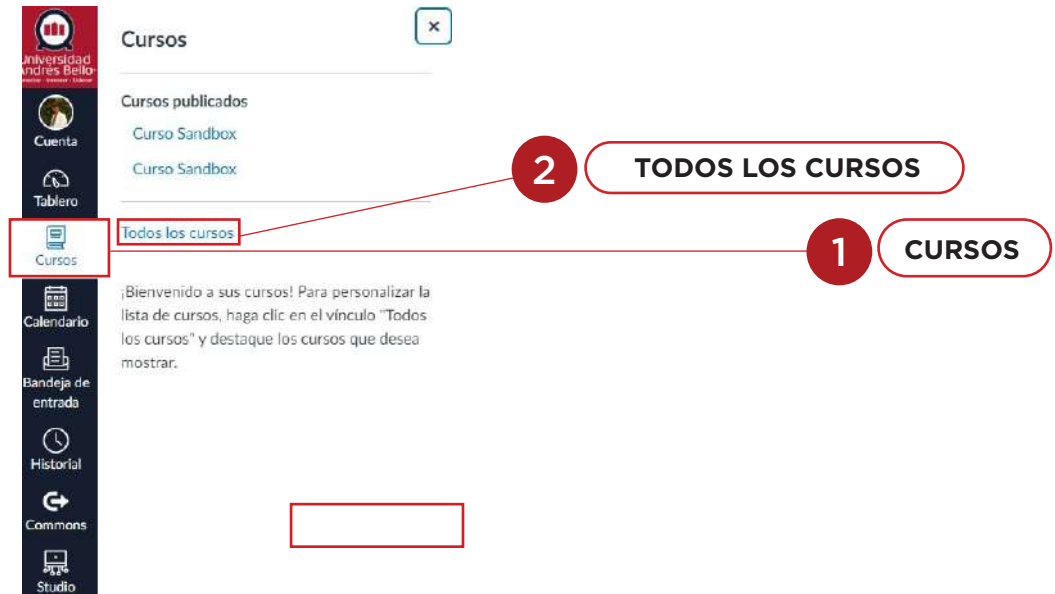 Universidad
Andrés Bello
Cuenta
Tablero
Cursos
Calendario
Bandeja de
entrada
Historial
Commons
Studio
Cursos
×
Cursos publicados
Curso Sandbox
Curso Sandbox
Todos los cursos
¡Bienvenido a sus cursos! Para personalizar la
lista de cursos, haga clic en el vínculo "Todos
los cursos" y destaque los cursos que desea
mostrar.
2
TODOS LOS CURSOS
1
CURSOS